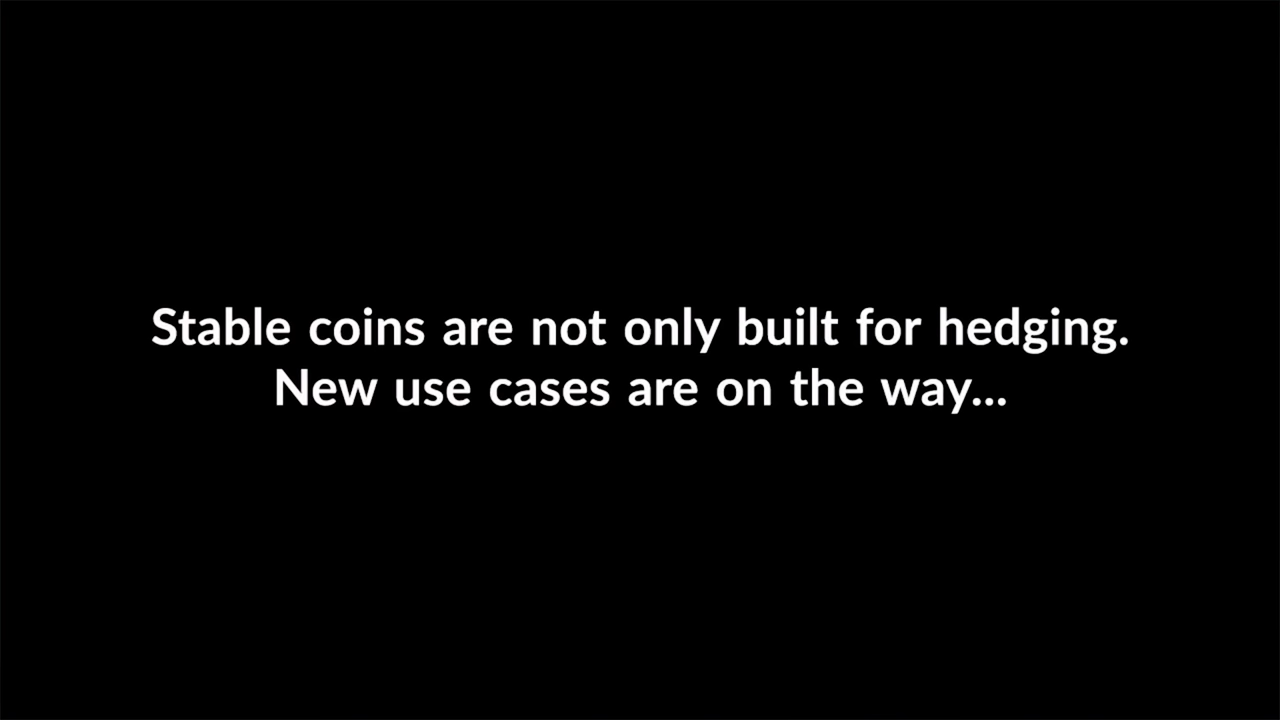 Stable coins are not only built for hedging.
New use cases are on the way...